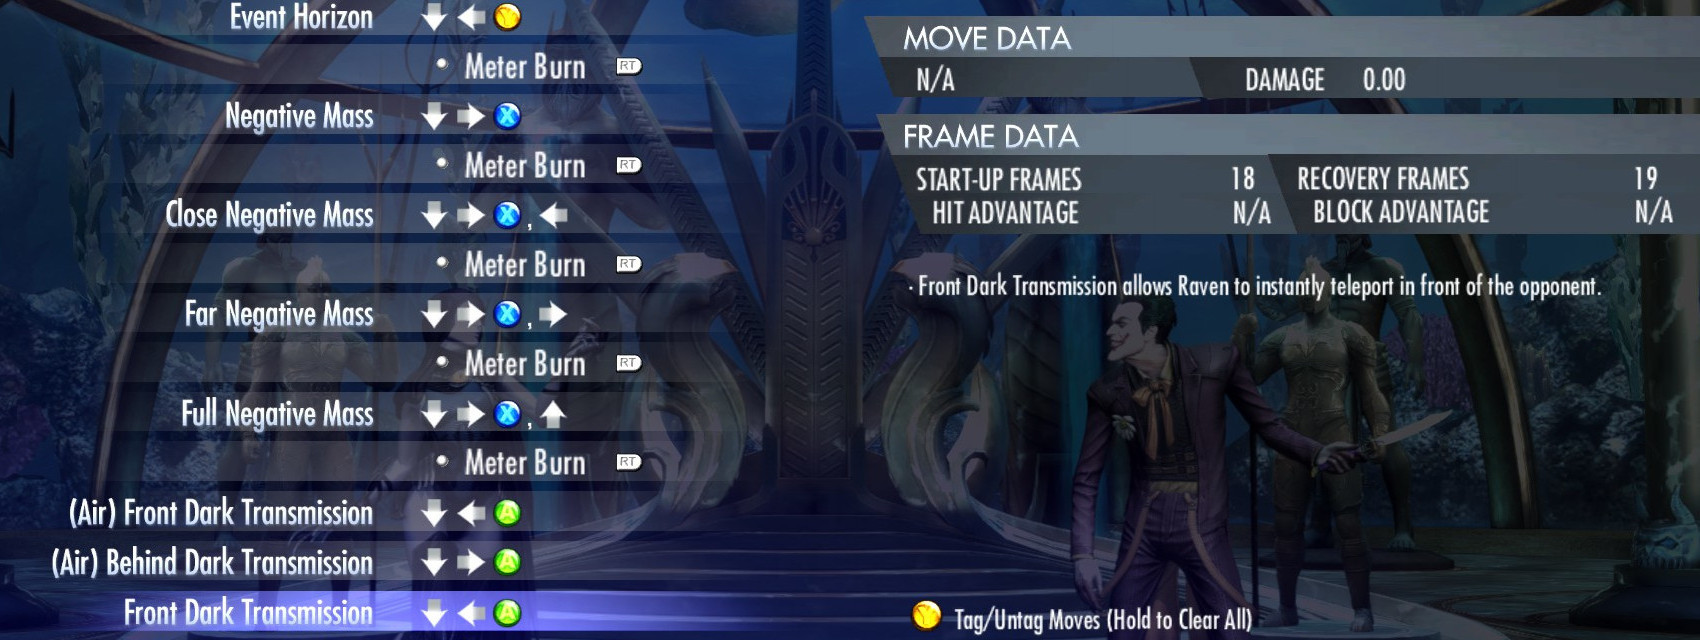 Event Horizon Y
Meter Burn RT
Negative Mass X
Meter Burn RT
Close Negative Mass X ,
Meter Burn RT
Far Negative Mass X ,
Meter Burn RT
Full Negative Mass X ,
Meter Burn RT
(Air) Front Dark Transmission A
(Air) Behind Dark Transmission A
Front Dark Transmission A
MOVE DATA
N/A DAMAGE 0.00
FRAME DATA
START-UP FRAMES 18 RECOVERY FRAMES 19
HIT ADVANTAGE N/A BLOCK ADVANTAGE N/A
· Front Dark Transmission allows Raven to instantly teleport in front of the opponent.
Y Tag/Untag Moves (Hold to Clear All)